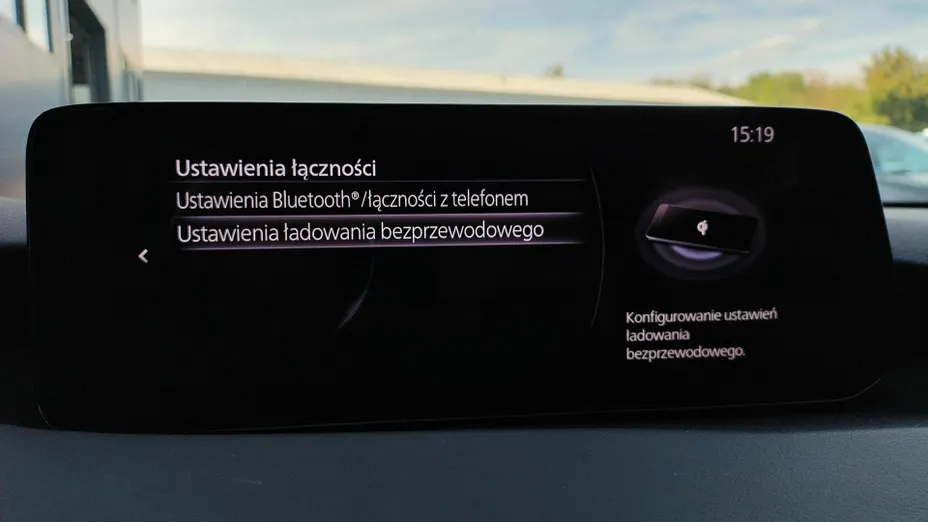 15:19
Ustawienia łączności
Ustawienia Bluetooth®/łączności z telefonem
Ustawienia ładowania bezprzewodowego
Konfigurowanie ustawień
ładowania
bezprzewodowego.